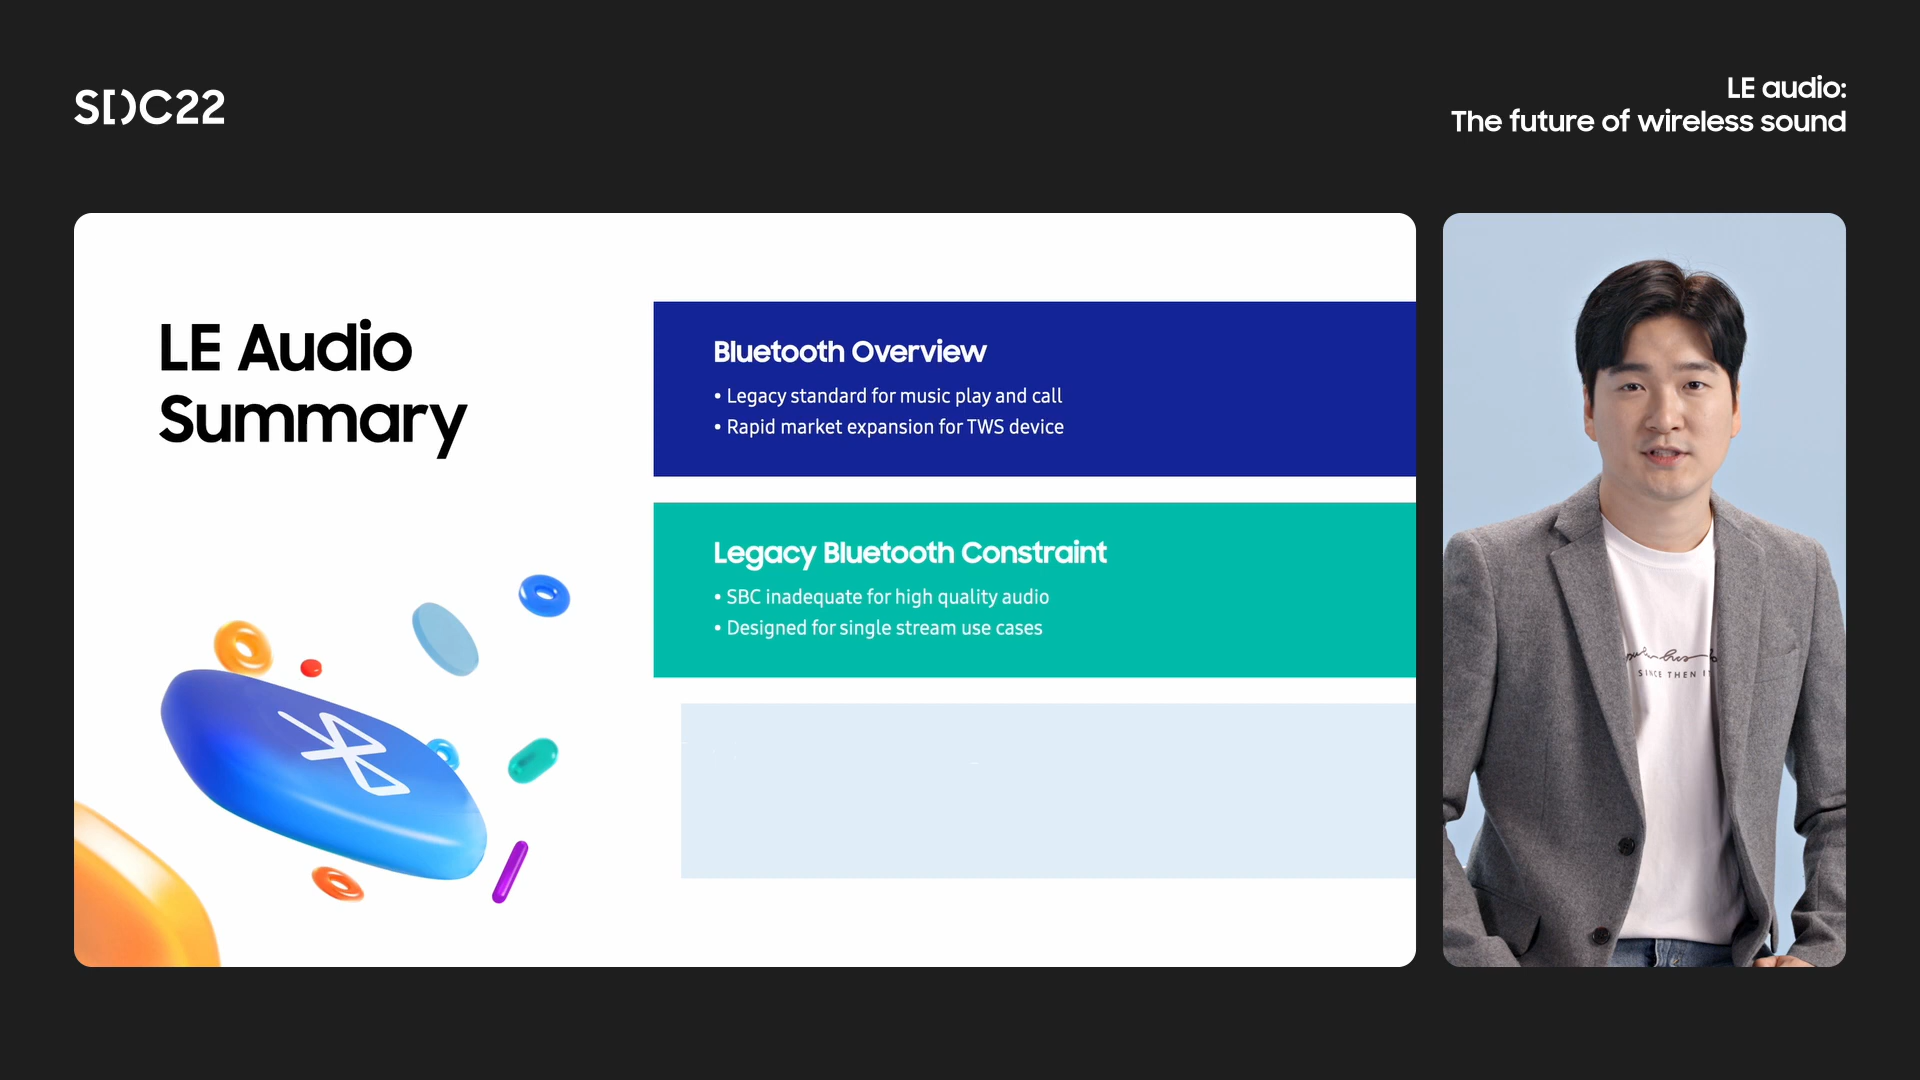 SDC22
LE audio:
The future of wireless sound
LE Audio
Summary
Bluetooth Overview
• Legacy standard for music play and call
• Rapid market expansion for TWS device
Legacy Bluetooth Constraint
• SBC inadequate for high quality audio
• Designed for single stream use cases
THEN